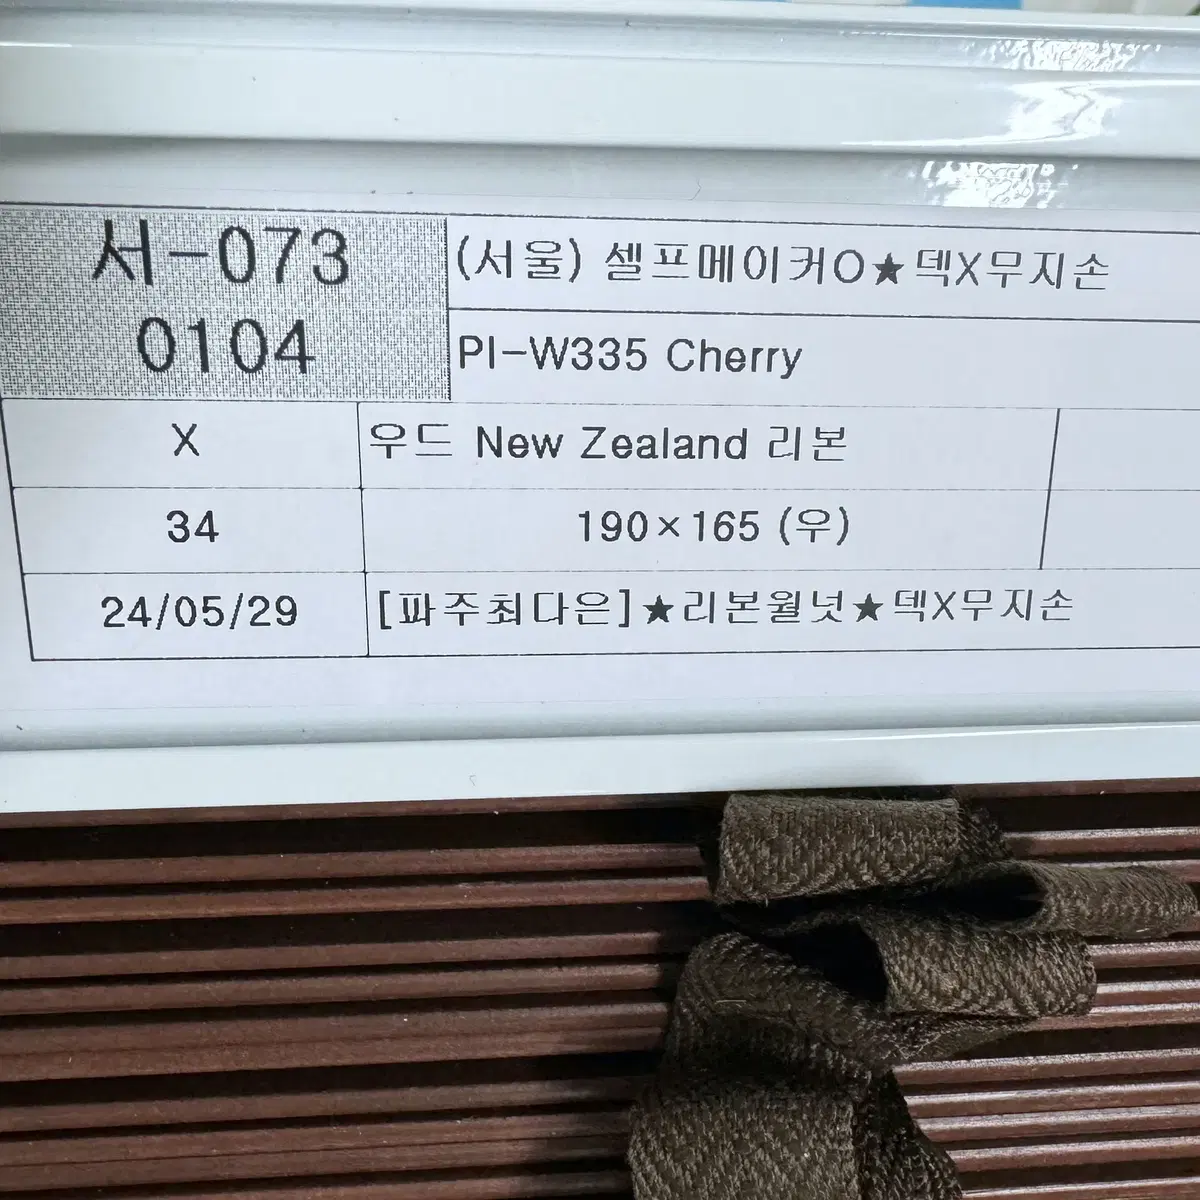 서-073
0104
(서울) 셀프메이커O★덱X무지손
PI-W335 Cherry
X
우드 New Zealand 리본
34
190×165 (우)
24/05/29
[파주최다은]★리본월넛★덱X무지손